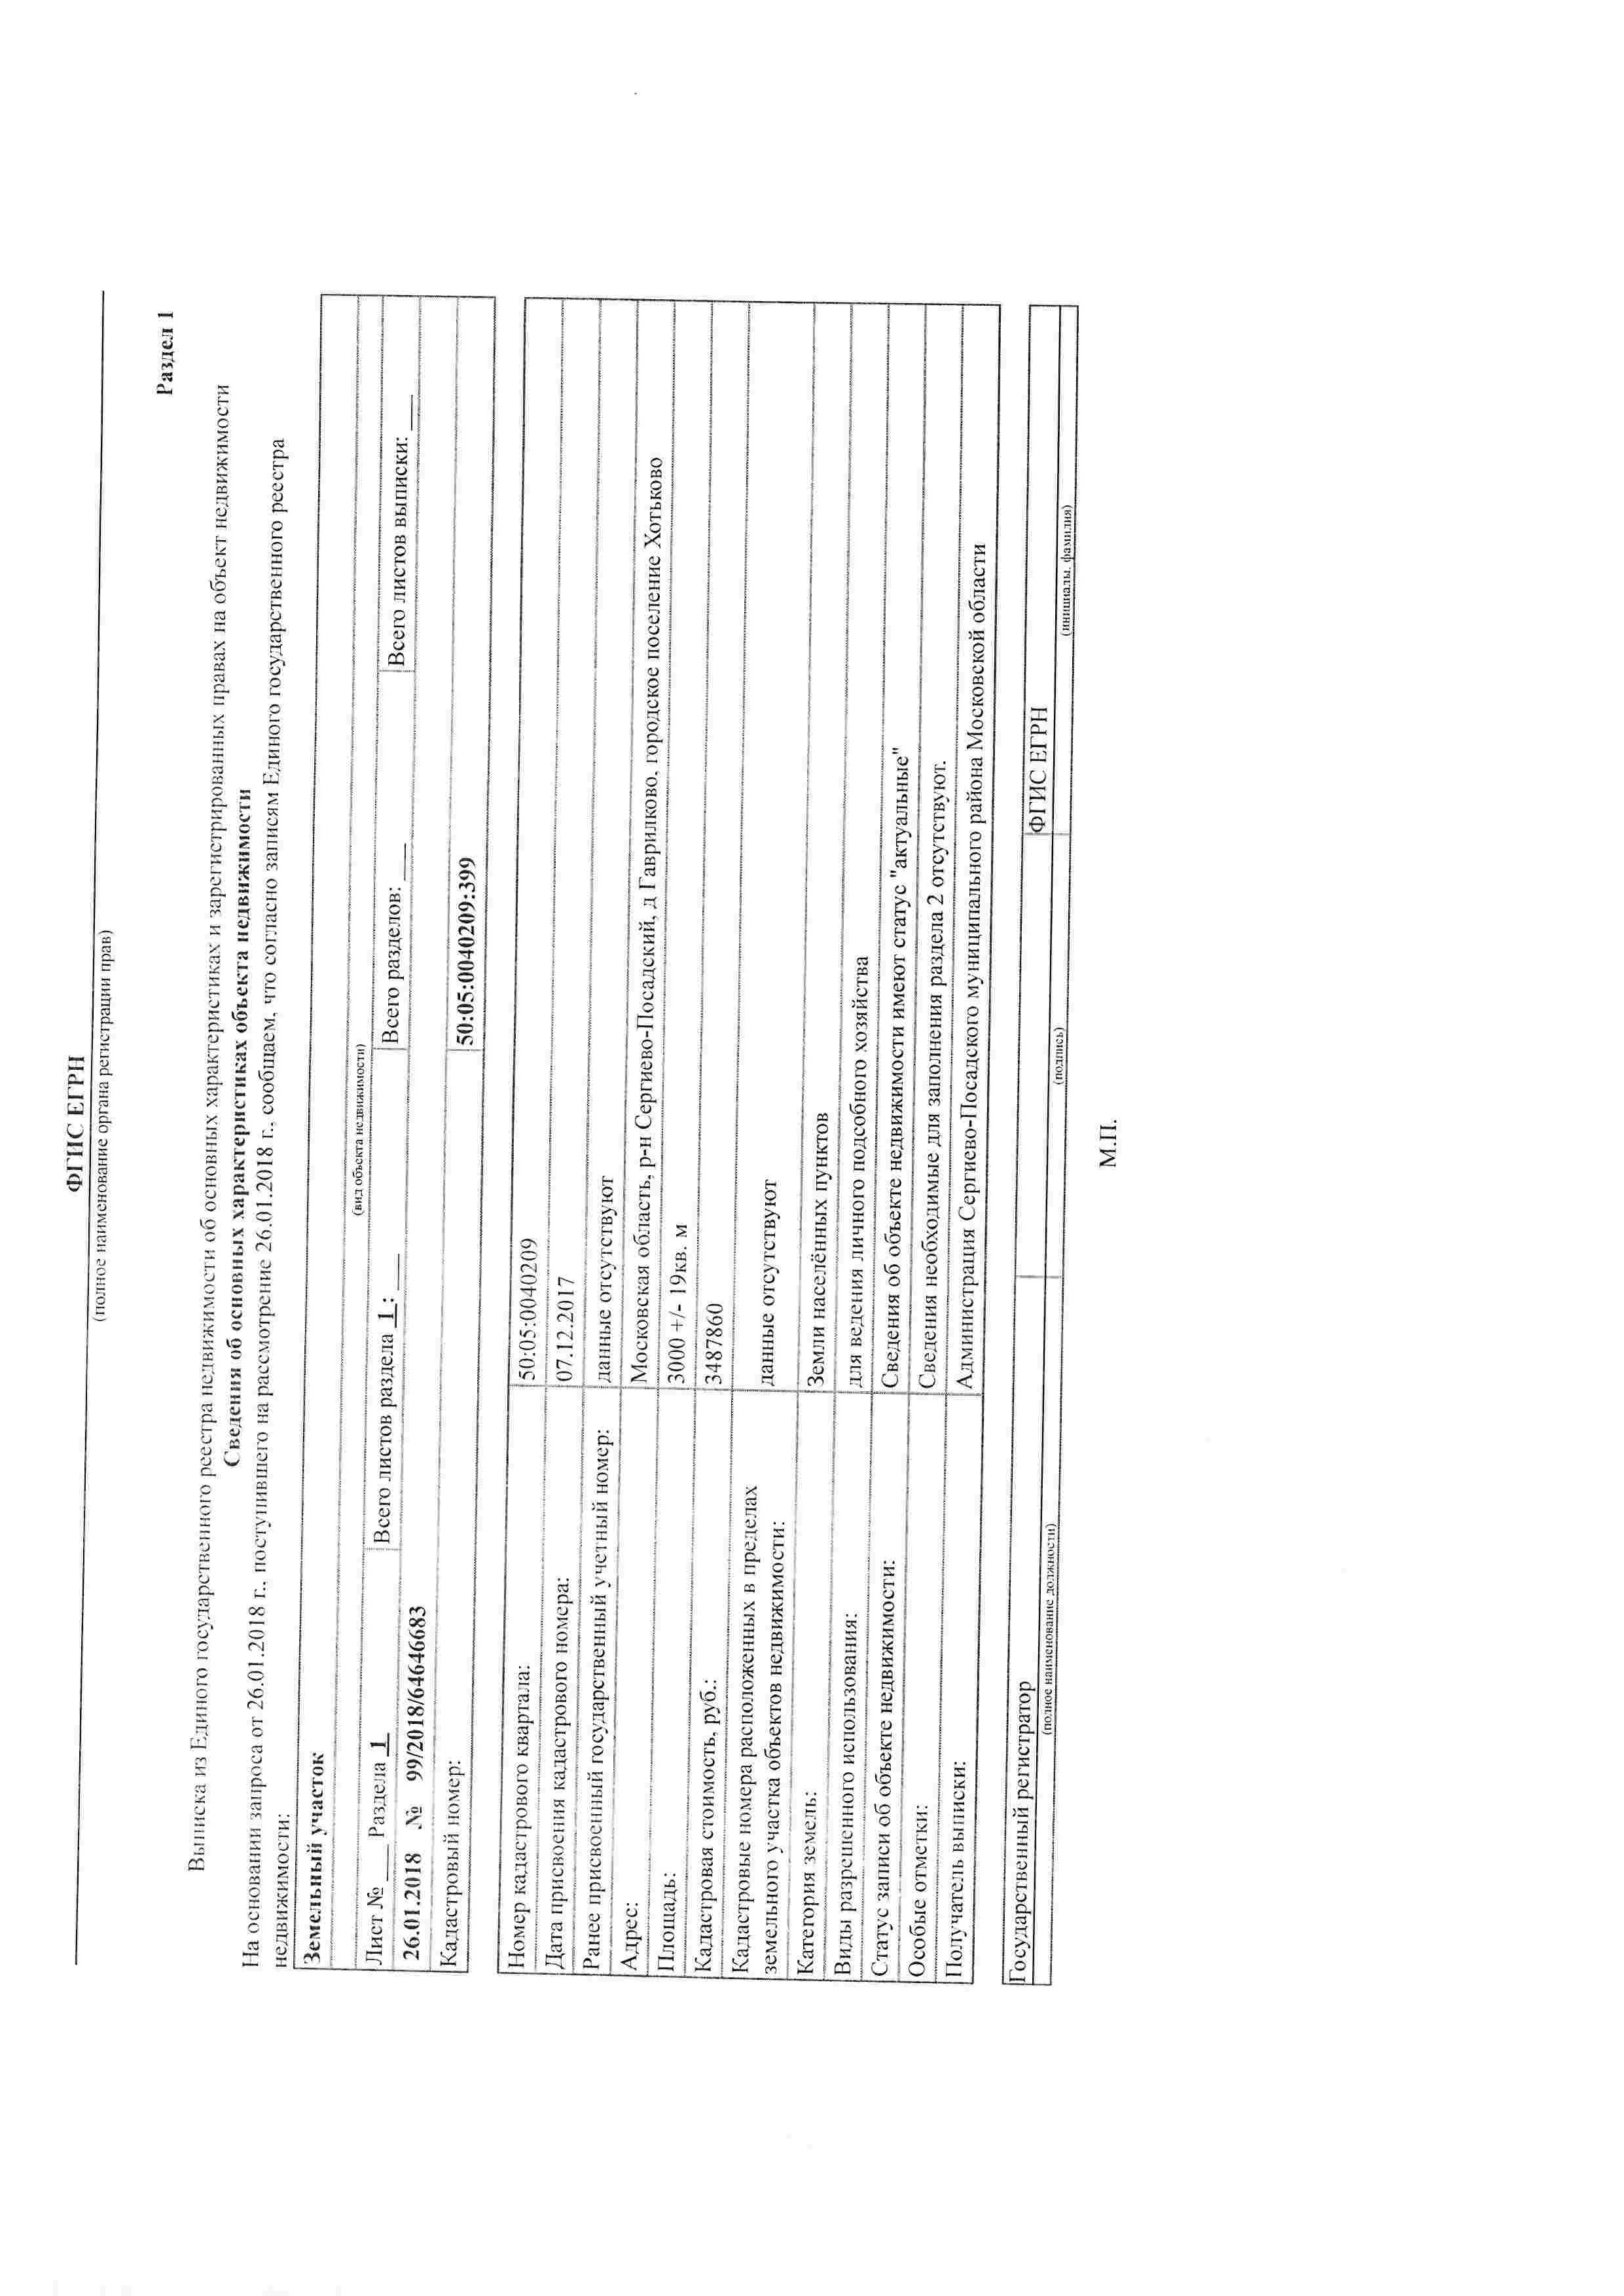 ФГИС ЕГРН
(полное наименование органа регистрации прав)
Раздел 1
Выписка из Единого государственного реестра недвижимости об основных характеристиках и зарегистрированных правах на объект недвижимости
Сведения об основных характеристиках объекта недвижимости
На основании запроса от 26.01.2018 г., поступившего на рассмотрение 26.01.2018 г., сообщаем, что согласно записям Единого государственного реестра
недвижимости:
Земельный участок
(вид объекта недвижимости)
Лист № ___ Раздела 1 Всего листов раздела 1 : ___ Всего разделов: ___ Всего листов выписки: ___
26.01.2018 № 99/2018/64646683
Кадастровый номер: 50:05:0040209:399
Номер кадастрового квартала: 50:05:0040209
Дата присвоения кадастрового номера: 07.12.2017
Ранее присвоенный государственный учетный номер: данные отсутствуют
Адрес: Московская область, р-н Сергиево-Посадский, д Гаврилково, городское поселение Хотьково
Площадь: 3000 +/- 19кв. м
Кадастровая стоимость, руб.: 3487860
Кадастровые номера расположенных в пределах
земельного участка объектов недвижимости: данные отсутствуют
Категория земель: Земли населённых пунктов
Виды разрешенного использования: для ведения личного подсобного хозяйства
Статус записи об объекте недвижимости: Сведения об объекте недвижимости имеют статус "актуальные"
Особые отметки: Сведения необходимые для заполнения раздела 2 отсутствуют.
Получатель выписки: Администрация Сергиево-Посадского муниципального района Московской области
Государственный регистратор ФГИС ЕГРН
(полное наименование должности) (подпись) (инициалы, фамилия)
М.П.